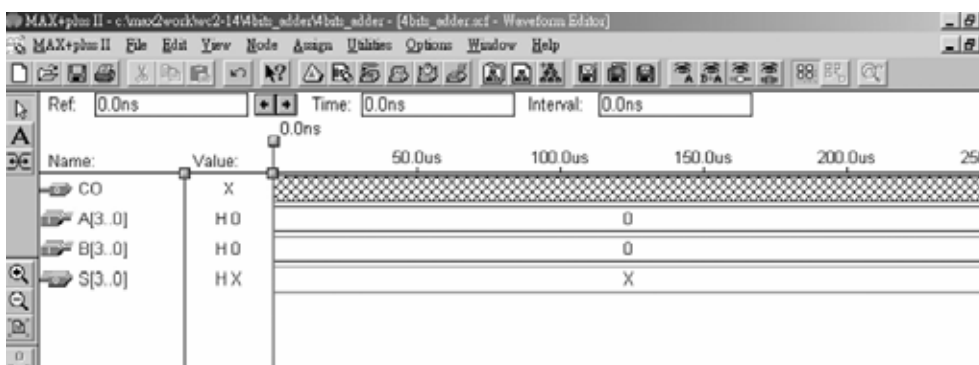 MAX+plus II - c:\max2work\wc2-14\4bits_adder\4bits_adder - [4bits_adder.scf - Waveform Editor]
MAX+plus II File Edit View Node Assign Utilities Options Window Help
Ref: 0.0ns Time: 0.0ns Interval: 0.0ns
0.0ns
Name: Value: 50.0us 100.0us 150.0us 200.0us 25
CO X
A[3..0] H 0 0
B[3..0] H 0 0
S[3..0] H X X